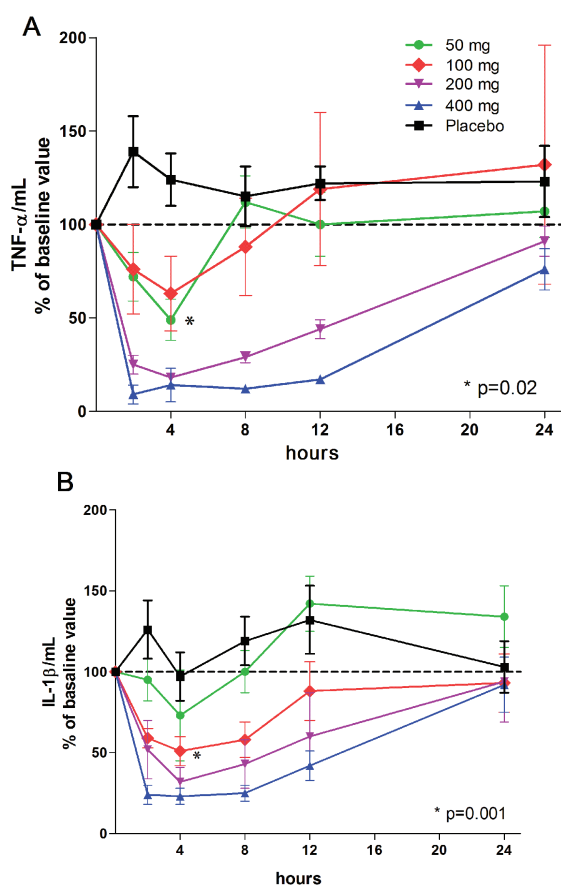 A
TNF-α/mL
% of baseline value
200
150
100
50
0
50 mg
100 mg
200 mg
400 mg
Placebo
*
* p=0.02
4
8
12
16
20
24
hours
B
IL-1β/mL
% of basaline value
200
150
100
50
0
*
* p=0.001
4
8
12
16
20
24
hours